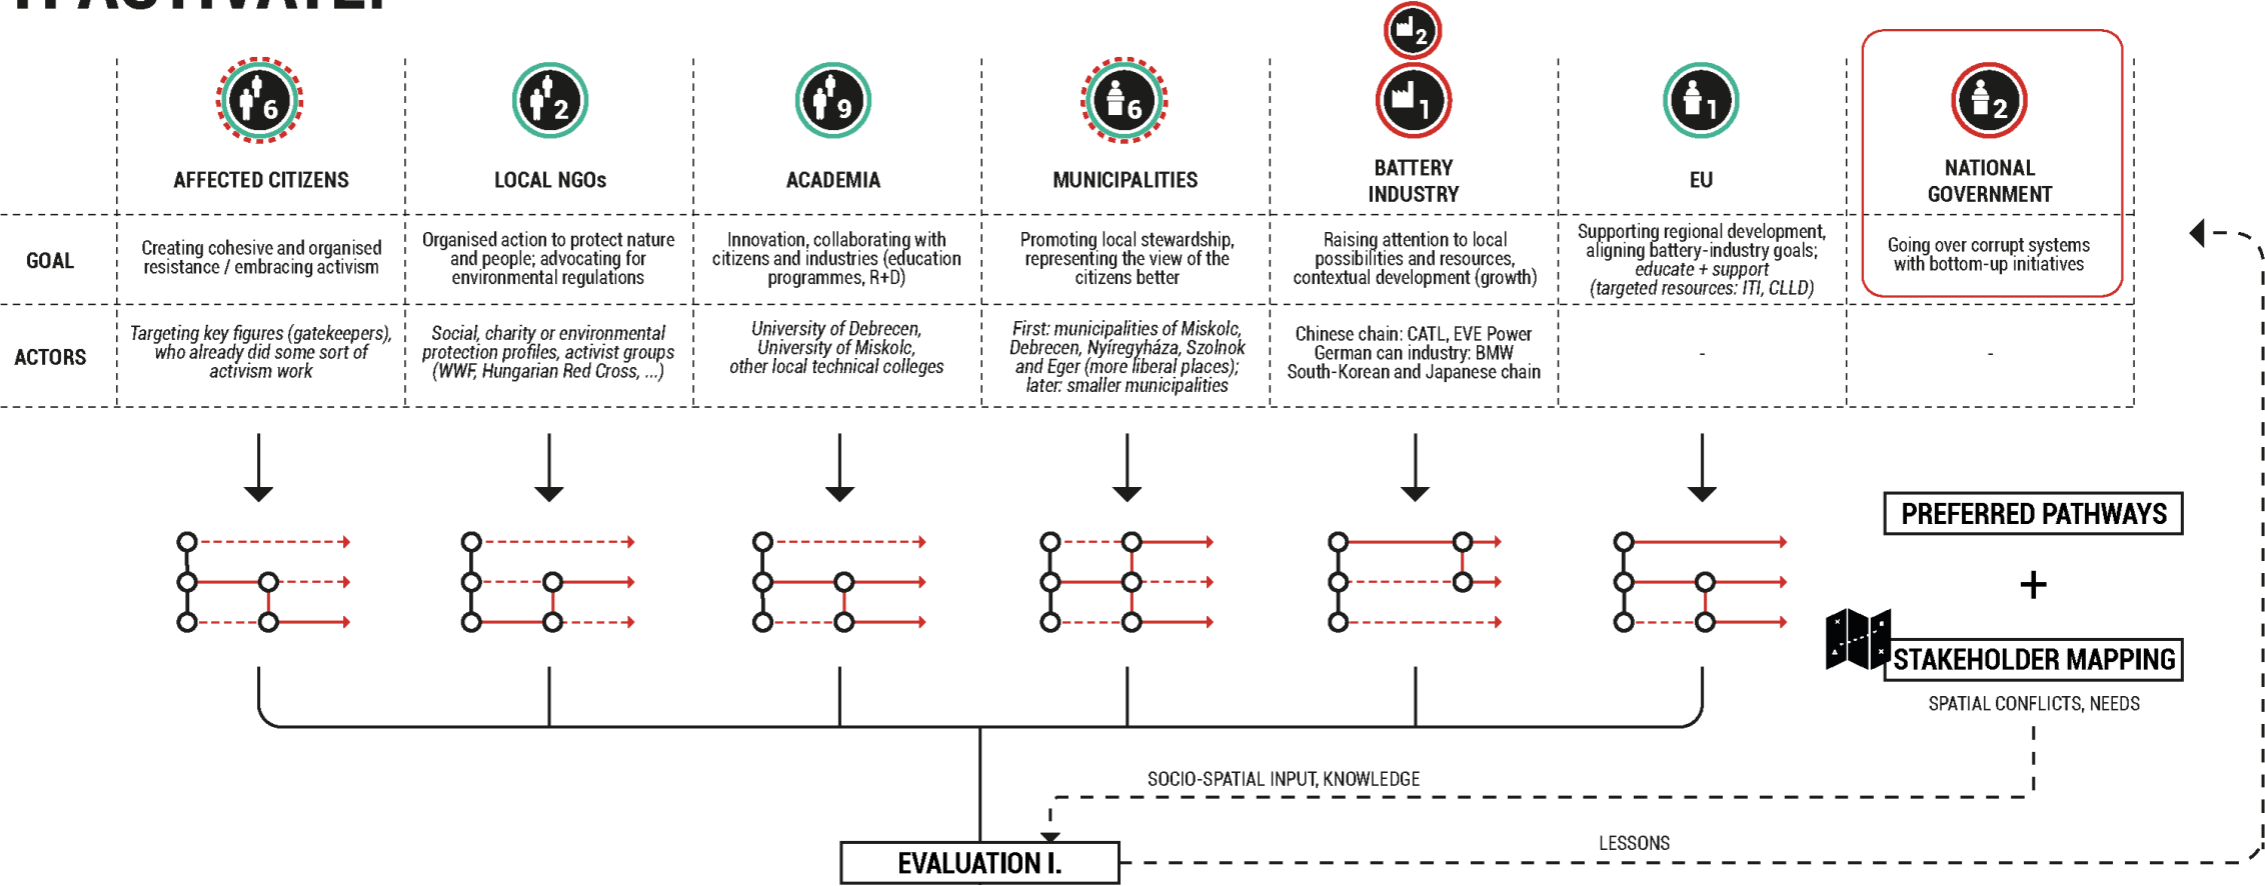 6
2
9
6
2
1
1
2
AFFECTED CITIZENS
LOCAL NGOs
ACADEMIA
MUNICIPALITIES
BATTERY
INDUSTRY
EU
NATIONAL
GOVERNMENT
GOAL
Creating cohesive and organised
resistance / embracing activism
Organised action to protect nature
and people; advocating for
environmental regulations
Innovation, collaborating with
citizens and industries (education
programmes, R+D)
Promoting local stewardship,
representing the view of the
citizens better
Raising attention to local
possibilities and resources,
contextual development (growth)
Supporting regional development,
aligning battery-industry goals;
educate + support
(targeted resources: ITI, CLLD)
Going over corrupt systems
with bottom-up initiatives
ACTORS
Targeting key figures (gatekeepers),
who already did some sort of
activism work
Social, charity or environmental
protection profiles, activist groups
(WWF, Hungarian Red Cross, ...)
University of Debrecen,
University of Miskolc,
other local technical colleges
First: municipalities of Miskolc,
Debrecen, Nyíregyháza, Szolnok
and Eger (more liberal places);
later: smaller municipalities
Chinese chain: CATL, EVE Power
German can industry: BMW
South-Korean and Japanese chain
-
-
PREFERRED PATHWAYS
+
STAKEHOLDER MAPPING
SPATIAL CONFLICTS, NEEDS
SOCIO-SPATIAL INPUT, KNOWLEDGE
LESSONS
EVALUATION I.